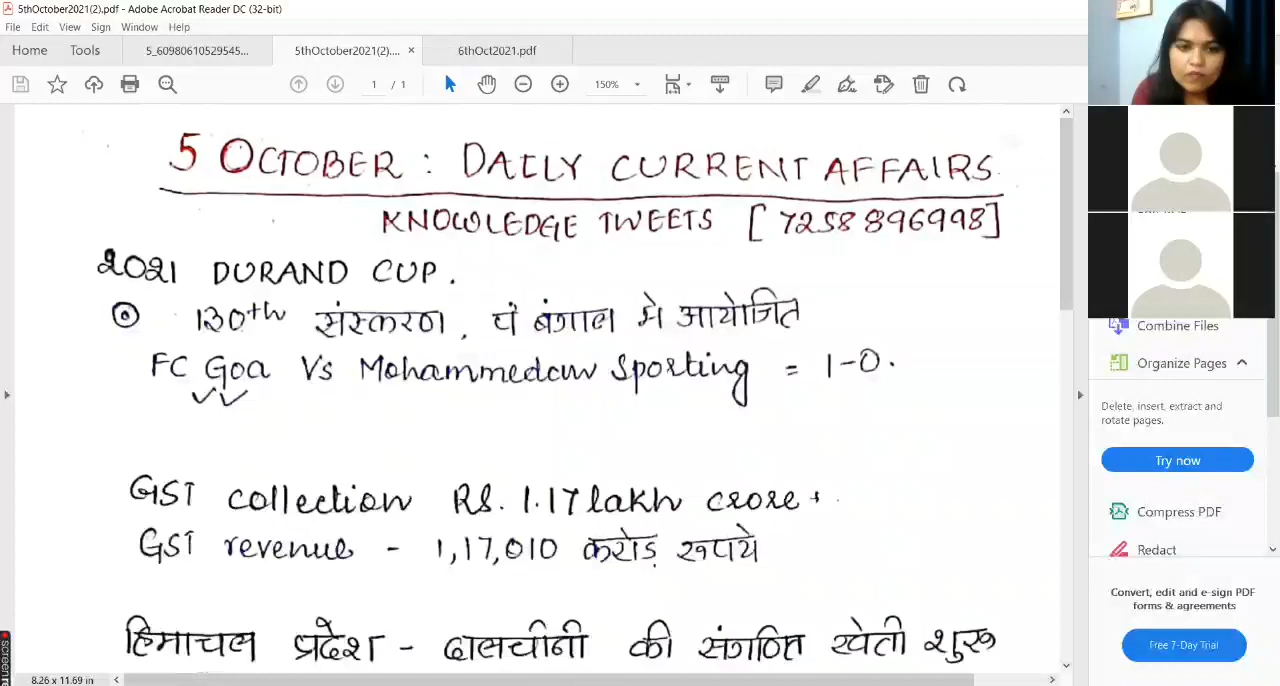 5thOctober2021(2).pdf - Adobe Acrobat Reader DC (32-bit)
File Edit View Sign Window Help
Home Tools 5_60980610529545... 5thOctober2021(2).... × 6thOct2021.pdf
1 / 1 150%
5 OCTOBER : DAILY CURRENT AFFAIRS.
KNOWLEDGE TWEETS [7258896998]
2021 DURAND CUP.
130th संस्करण, पं बंगाल मे आयोजित
FC Goa Vs Mohammedan Sporting = 1-0.
GST collection Rs. 1.17 lakh crore +
GST revenue - 1,17,010 करोड़ रूपये
हिमाचल प्रदेश - दालचीनी की संगठित खेती शुरू
8.26 x 11.69 in
Combine Files
Organize Pages
Delete, insert, extract and
rotate pages.
Try now
Compress PDF
Redact
Convert, edit and e-sign PDF
forms & agreements
Free 7-Day Trial